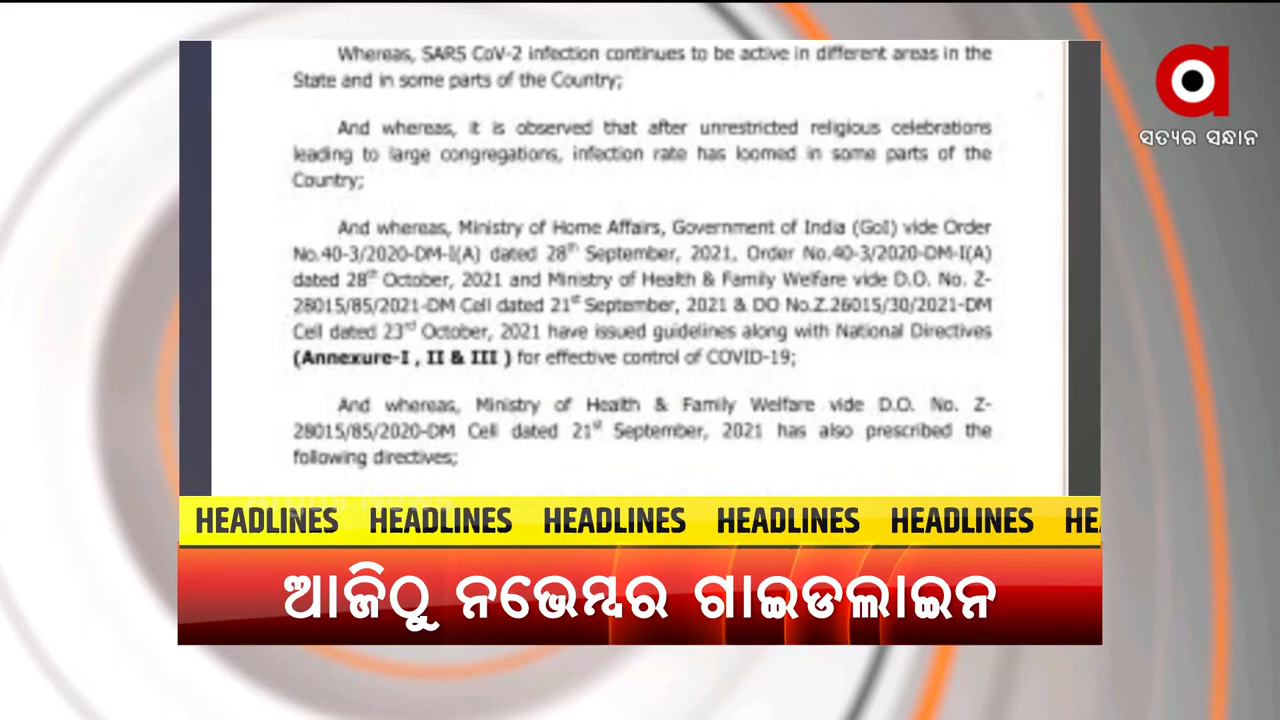 Whereas, SARS CoV-2 infection continues to be active in different areas in the
State and in some parts of the Country;
And whereas, it is observed that after unrestricted religious celebrations
leading to large congregations, infection rate has loomed in some parts of the
Country;
And whereas, Ministry of Home Affairs, Government of India (GoI) vide Order
No.40-3/2020-DM-I(A) dated 28th September, 2021, Order No.40-3/2020-DM-I(A)
dated 28st October, 2021 and Ministry of Health & Family Welfare vide D.O. No. Z-
28015/85/2021-DM Cell dated 21st September, 2021 & DO No.Z.28015/30/2021-DM
Cell dated 23rd October, 2021 have issued guidelines along with National Directives
(Annexure-I , II & III ) for effective control of COVID-19;
And whereas, Ministry of Health & Family Welfare vide D.O. No. Z-
28015/85/2020-DM Cell dated 21st September, 2021 has also prescribed the
following directives;
ସତ୍ୟର ସନ୍ଧାନ
HEADLINES HEADLINES HEADLINES HEADLINES HEADLINES HEA
ଆଜିଠୁ ନଭେମ୍ବର ଗାଇଡଲାଇନ